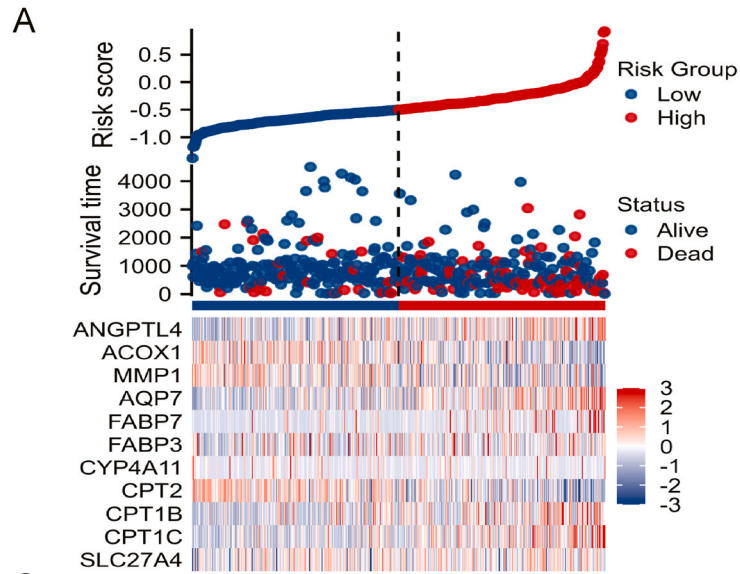 A
Risk score
0.5
0.0
-0.5
-1.0
Risk Group
Low
High
Survival time
4000
3000
2000
1000
0
Status
Alive
Dead
ANGPTL4
ACOX1
MMP1
AQP7
FABP7
FABP3
CYP4A11
CPT2
CPT1B
CPT1C
SLC27A4
3
2
1
0
-1
-2
-3